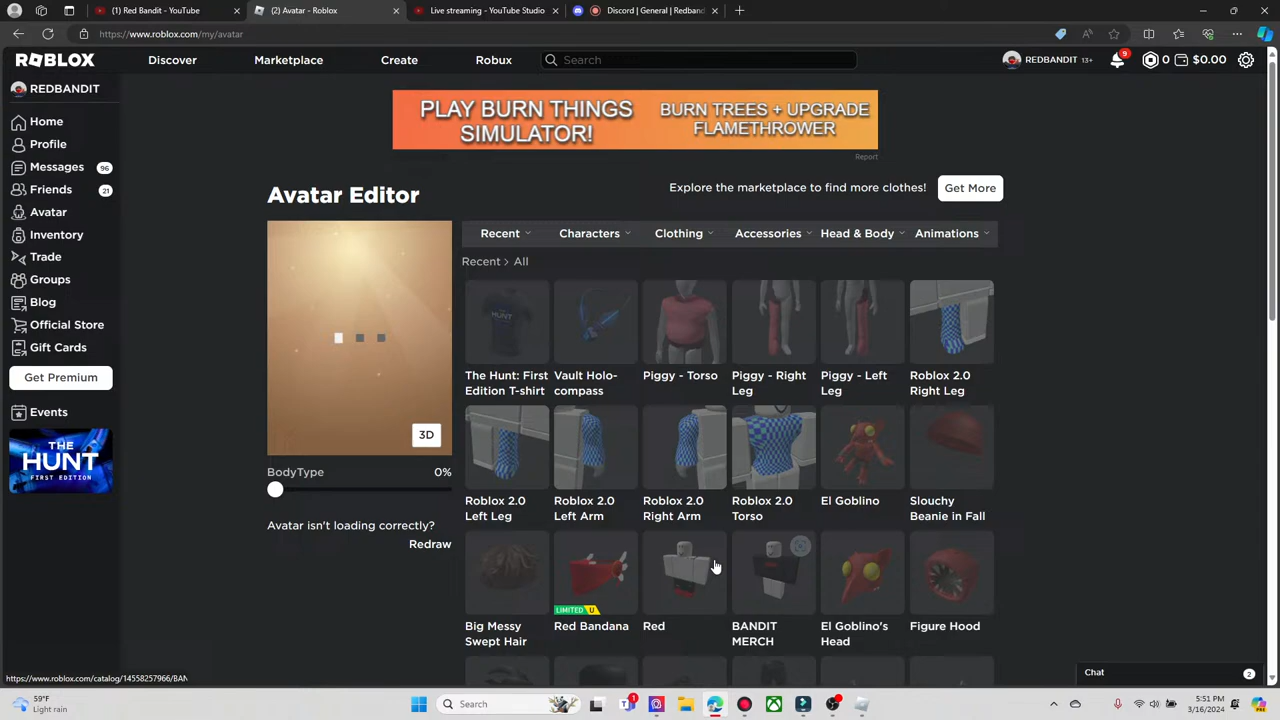 (1) Red Bandit - YouTube
(2) Avatar - Roblox
Live streaming - YouTube Studio
Discord | General | Redband
https://www.roblox.com/my/avatar
ROBLOX
Discover
Marketplace
Create
Robux
Search
REDBANDIT 13+
9
0
$0.00
REDBANDIT
Home
Profile
Messages 96
Friends 21
Avatar
Inventory
Trade
Groups
Blog
Official Store
Gift Cards
Get Premium
Events
THE
HUNT
FIRST EDITION
PLAY BURN THINGS
SIMULATOR!
BURN TREES + UPGRADE
FLAMETHROWER
Report
Avatar Editor
Explore the marketplace to find more clothes!
Get More
3D
BodyType 0%
Avatar isn't loading correctly?
Redraw
Recent
Characters
Clothing
Accessories
Head & Body
Animations
Recent > All
The Hunt: First
Edition T-shirt
Vault Holo-
compass
Piggy - Torso
Piggy - Right
Leg
Piggy - Left
Leg
Roblox 2.0
Right Leg
Roblox 2.0
Left Leg
Roblox 2.0
Left Arm
Roblox 2.0
Right Arm
Roblox 2.0
Torso
El Goblino
Slouchy
Beanie in Fall
Big Messy
Swept Hair
LIMITED U
Red Bandana
Red
BANDIT
MERCH
El Goblino's
Head
Figure Hood
Chat 2
https://www.roblox.com/catalog/14558257966/BAN
59°F
Light rain
Search
1
5:51 PM
3/16/2024